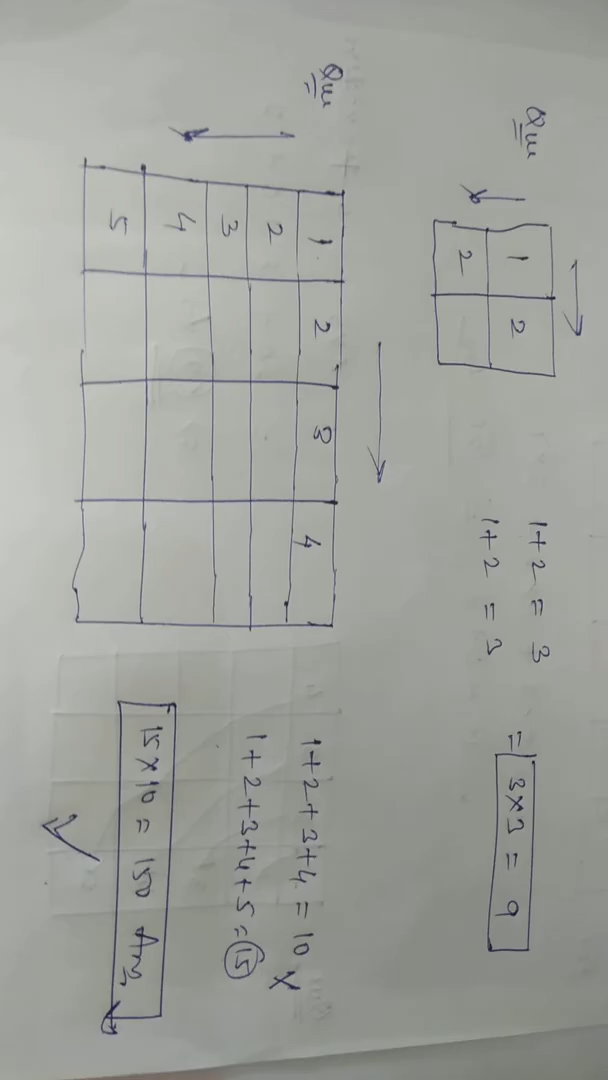 Que
1 2
2
1+2 = 3
1+2 = 3
= 3×3 = 9
Que
1 2 3 4
2
3
4
5
1+2+3+4 = 10 ×
1+2+3+4+5 = 15
15×10 = 150 Ans